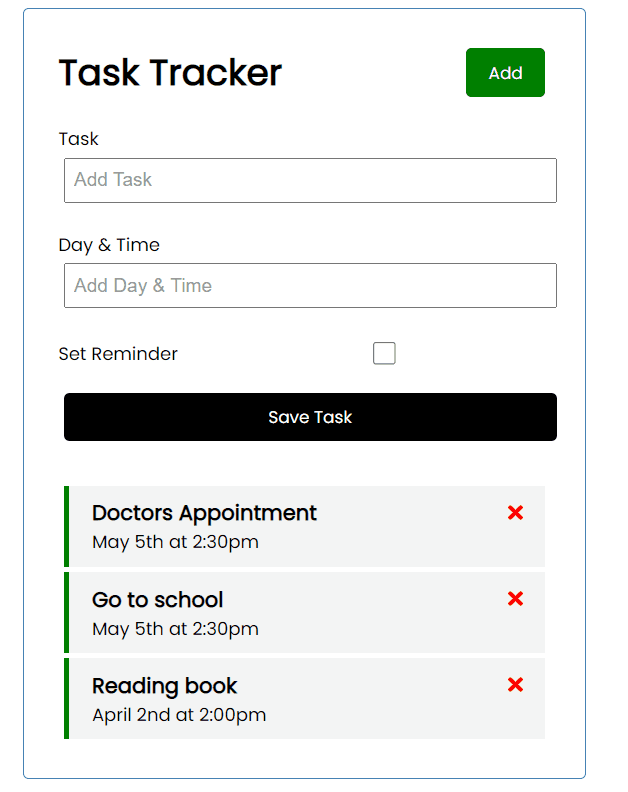 Task Tracker
Add
Task
Add Task
Day & Time
Add Day & Time
Set Reminder
Save Task
Doctors Appointment
May 5th at 2:30pm
Go to school
May 5th at 2:30pm
Reading book
April 2nd at 2:00pm